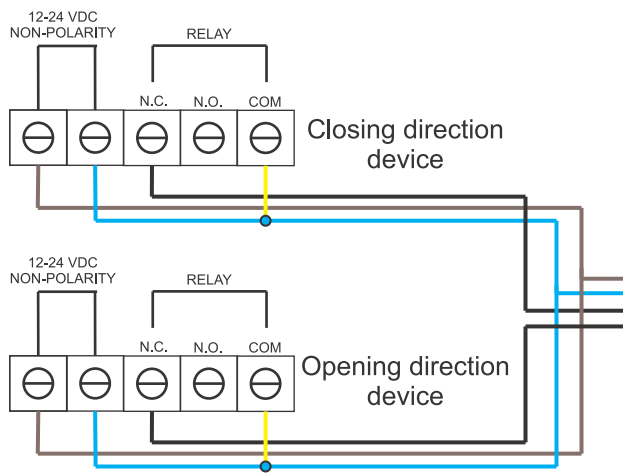 12-24 VDC
NON-POLARITY
RELAY
N.C. N.O. COM
Closing direction
device
12-24 VDC
NON-POLARITY
RELAY
N.C. N.O. COM
Opening direction
device